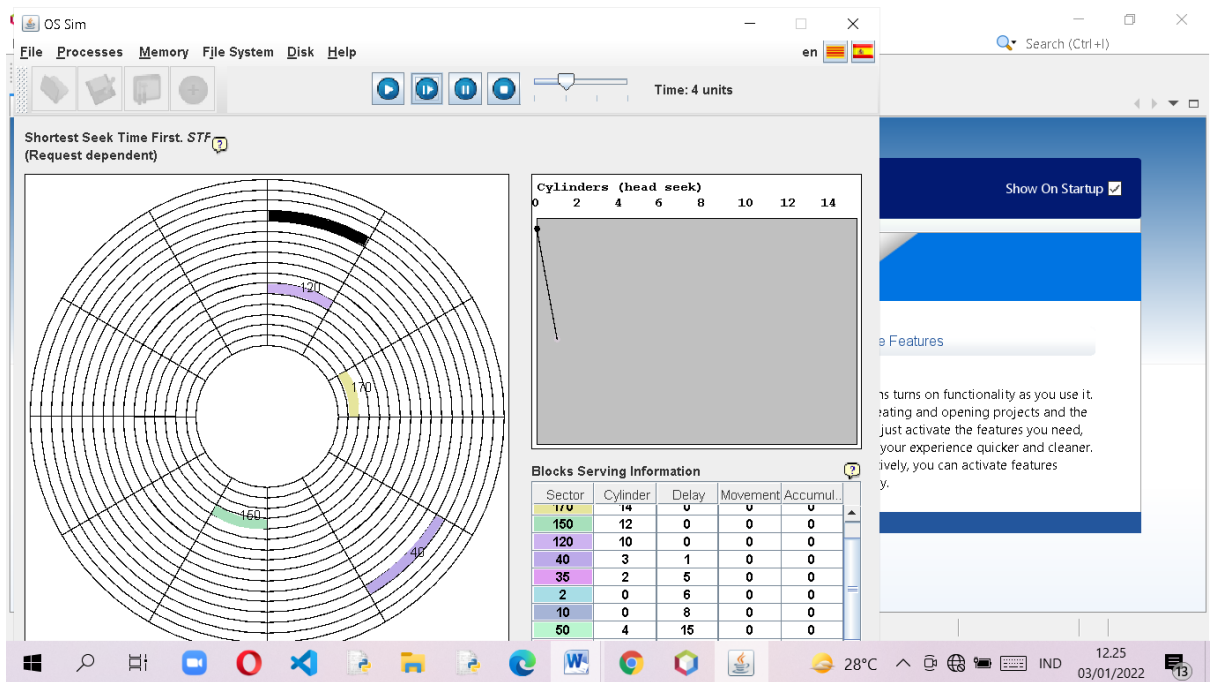 OS Sim
File Processes Memory File System Disk Help
en
Search (Ctrl+I)
Time: 4 units
Shortest Seek Time First. STF
(Request dependent)
120
170
150
40
Cylinders (head seek)
0 2 4 6 8 10 12 14
Blocks Serving Information
Sector Cylinder Delay Movement Accumul...
170 14 0 0 0
150 12 0 0 0
120 10 0 0 0
40 3 1 0 0
35 2 5 0 0
2 0 6 0 0
10 0 8 0 0
50 4 15 0 0
Show On Startup
e Features
ns turns on functionality as you use it.
eating and opening projects and the
just activate the features you need,
your experience quicker and cleaner.
tively, you can activate features
y.
28°C
IND
12.25
03/01/2022
13